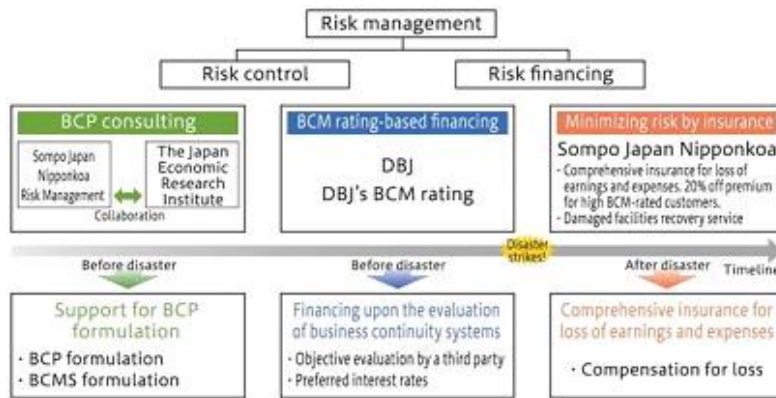 Risk management
Risk control
Risk financing
BCP consulting
Sompo Japan
Nipponkoa
Risk Management
The Japan
Economic
Research
Institute
Collaboration
BCM rating-based financing
DBJ
DBJ's BCM rating
Minimizing risk by insurance
Sompo Japan Nipponkoa
· Comprehensive insurance for loss of
earnings and expenses. 20% off premium
for high BCM-rated customers.
· Damaged facilities recovery service
Disaster
strikes!
Before disaster
Before disaster
After disaster
Timeline
Support for BCP
formulation
· BCP formulation
· BCMS formulation
Financing upon the evaluation
of business continuity systems
· Objective evaluation by a third party
· Preferred interest rates
Comprehensive insurance for
loss of earnings and expenses
· Compensation for loss